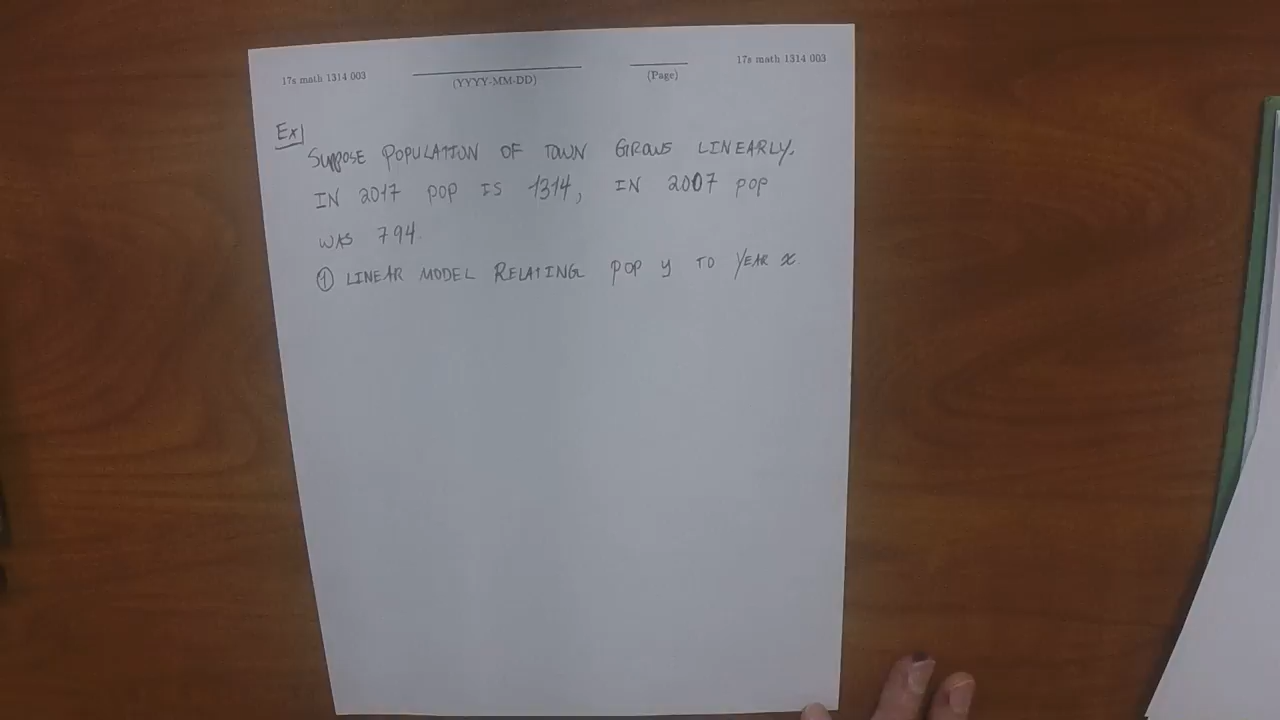 17s math 1314 003 (YYYY-MM-DD) (Page) 17s math 1314 003
Ex
SUPPOSE POPULATION OF TOWN GROWS LINEARLY.
IN 2017 POP IS 1314, IN 2007 POP
WAS 794.
① LINEAR MODEL RELATING POP y TO YEAR x.